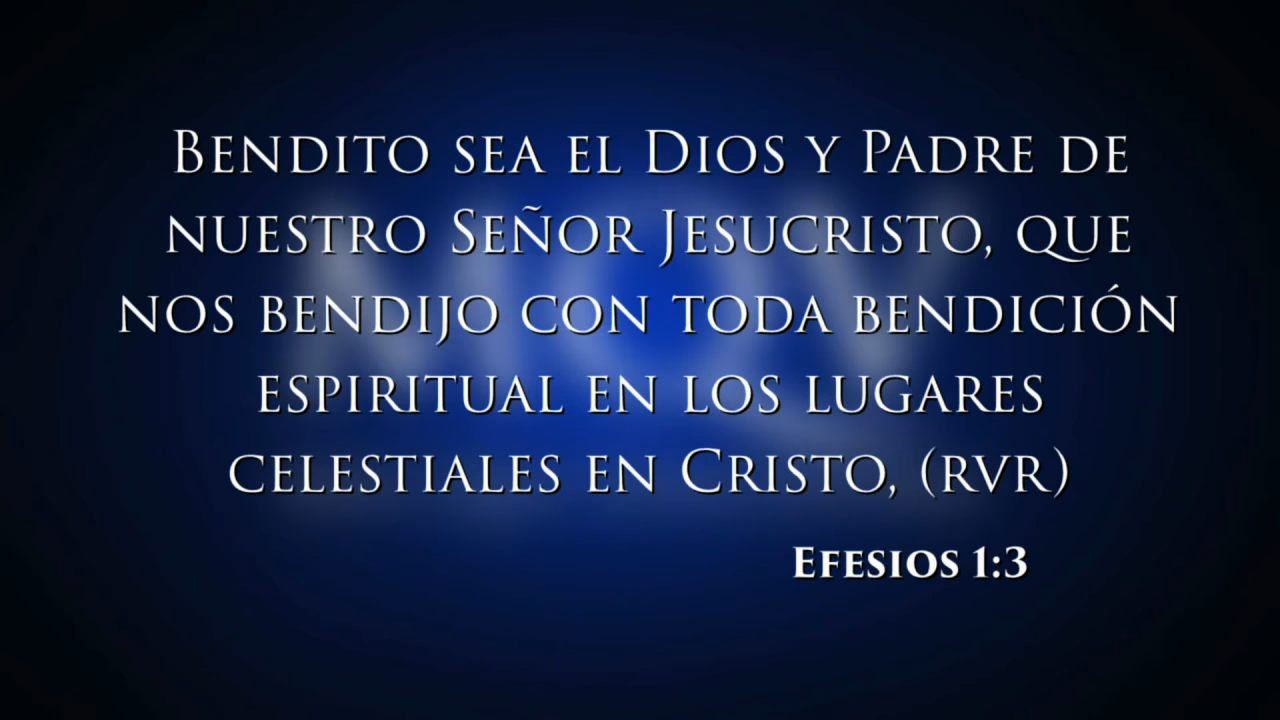 Bendito sea el Dios y Padre de
nuestro Señor Jesucristo, que
nos bendijo con toda bendición
espiritual en los lugares
celestiales en Cristo, (rvr)
Efesios 1:3